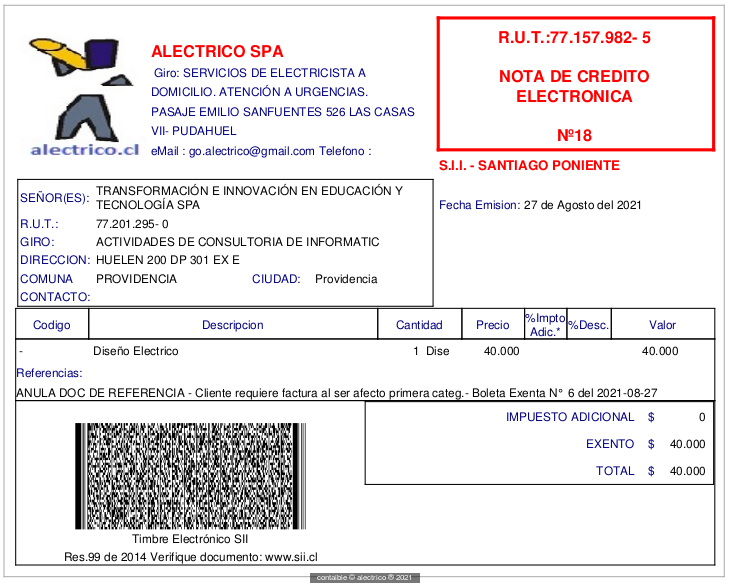 ALECTRICO SPA
Giro: SERVICIOS DE ELECTRICISTA A
DOMICILIO. ATENCIÓN A URGENCIAS.
PASAJE EMILIO SANFUENTES 526 LAS CASAS
VII- PUDAHUEL
eMail : go.alectrico@gmail.com Telefono :
alectrico.cl
R.U.T.:77.157.982- 5
NOTA DE CREDITO
ELECTRONICA
Nº18
S.I.I. - SANTIAGO PONIENTE
Fecha Emision: 27 de Agosto del 2021
SEÑOR(ES): TRANSFORMACIÓN E INNOVACIÓN EN EDUCACIÓN Y
TECNOLOGÍA SPA
R.U.T.: 77.201.295- 0
GIRO: ACTIVIDADES DE CONSULTORIA DE INFORMATIC
DIRECCION: HUELEN 200 DP 301 EX E
COMUNA PROVIDENCIA CIUDAD: Providencia
CONTACTO:
Codigo Descripcion Cantidad Precio %Impto Adic.* %Desc. Valor
- Diseño Electrico 1 Dise 40.000 40.000
Referencias:
ANULA DOC DE REFERENCIA - Cliente requiere factura al ser afecto primera categ.- Boleta Exenta N° 6 del 2021-08-27
IMPUESTO ADICIONAL $ 0
EXENTO $ 40.000
TOTAL $ 40.000
Timbre Electrónico SII
Res.99 de 2014 Verifique documento: www.sii.cl
contaible © alectrico ® 2021